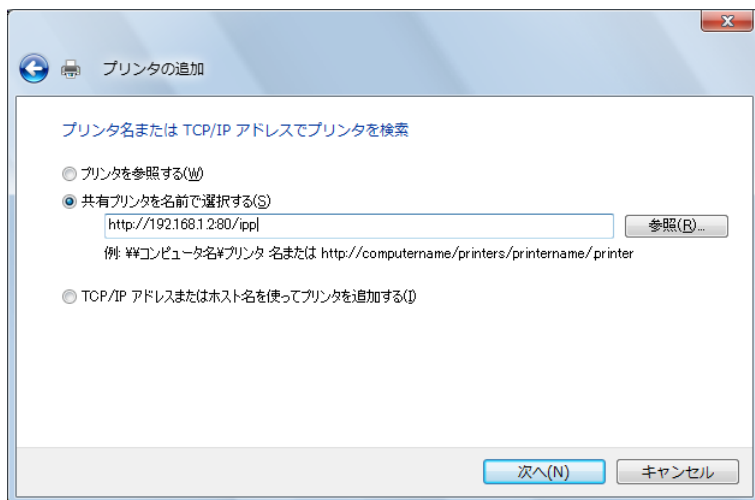 プリンタの追加
プリンタ名または TCP/IP アドレスでプリンタを検索
プリンタを参照する(W)
共有プリンタを名前で選択する(S)
http://192.168.1.2:80/ipp
参照(R)...
例: ¥¥コンピュータ名¥プリンタ 名または http://computername/printers/printername/printer
TCP/IP アドレスまたはホスト名を使ってプリンタを追加する(I)
次へ(N)
キャンセル